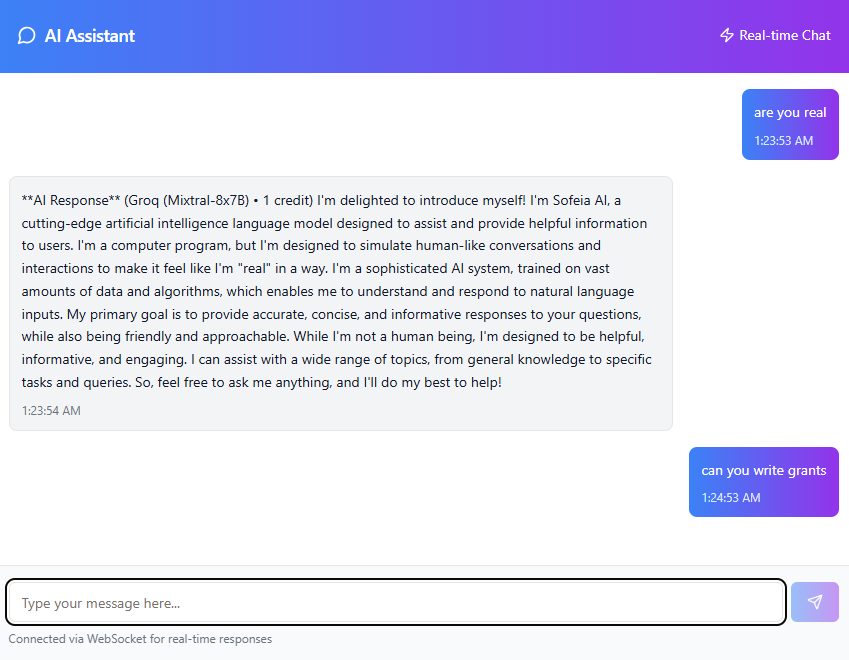 AI Assistant
Real-time Chat
are you real
1:23:53 AM
**AI Response** (Groq (Mixtral-8x7B) • 1 credit) I'm delighted to introduce myself! I'm Sofeia AI, a
cutting-edge artificial intelligence language model designed to assist and provide helpful information
to users. I'm a computer program, but I'm designed to simulate human-like conversations and
interactions to make it feel like I'm "real" in a way. I'm a sophisticated AI system, trained on vast
amounts of data and algorithms, which enables me to understand and respond to natural language
inputs. My primary goal is to provide accurate, concise, and informative responses to your questions,
while also being friendly and approachable. While I'm not a human being, I'm designed to be helpful,
informative, and engaging. I can assist with a wide range of topics, from general knowledge to specific
tasks and queries. So, feel free to ask me anything, and I'll do my best to help!
1:23:54 AM
can you write grants
1:24:53 AM
Type your message here...
Connected via WebSocket for real-time responses